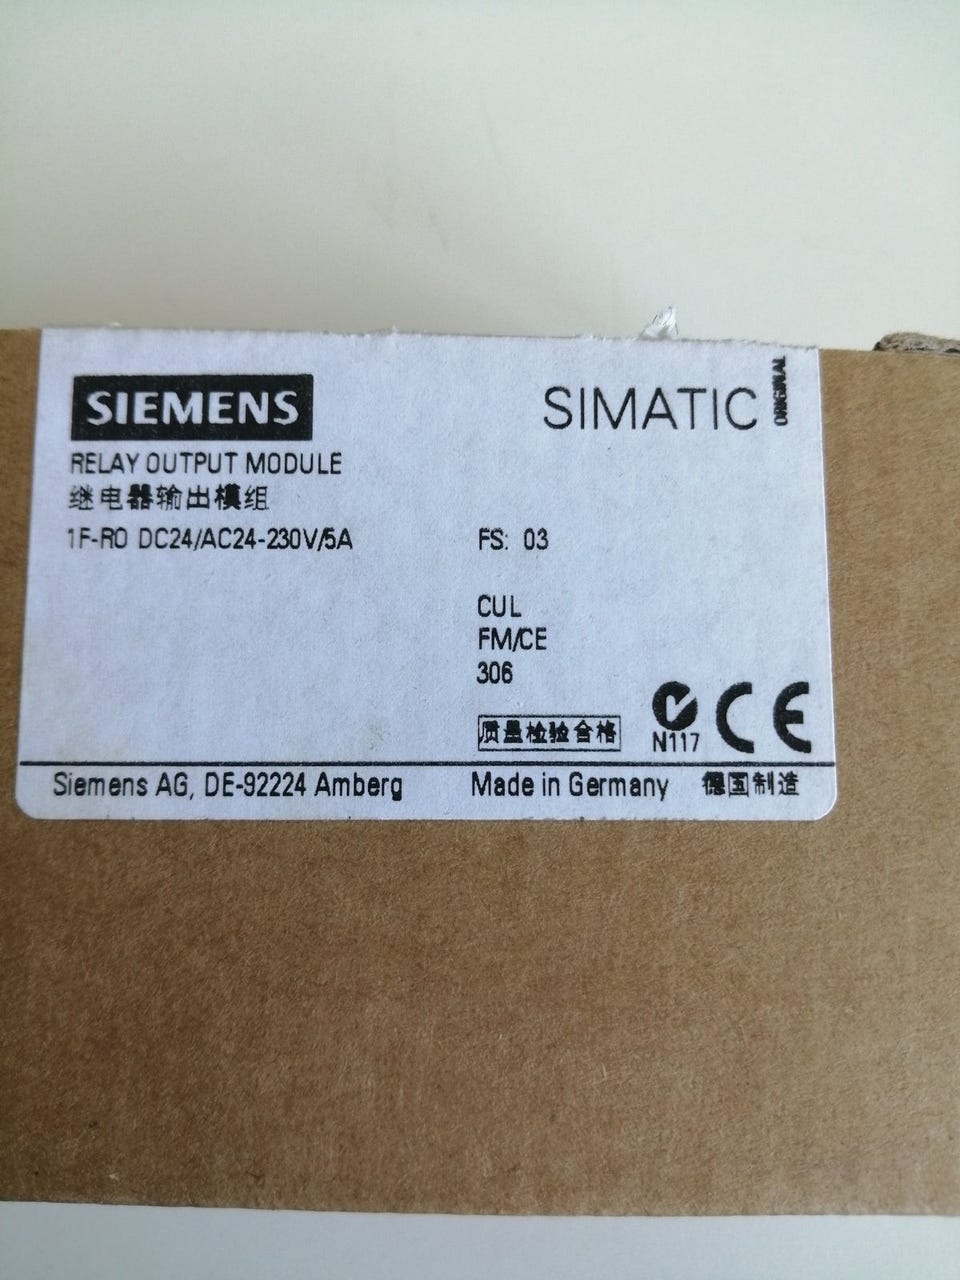 SIEMENS
SIMATIC
ORIGINAL
RELAY OUTPUT MODULE
继电器输出模组
1F-RO DC24/AC24-230V/5A
FS: 03
CUL
FM/CE
306
质量检验合格
N117
CE
Siemens AG, DE-92224 Amberg
Made in Germany 德国制造